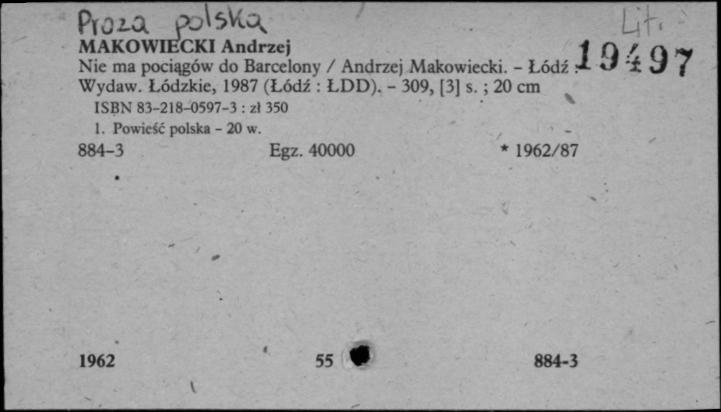 Proza polska Lit.
MAKOWIECKI Andrzej
Nie ma pociągów do Barcelony / Andrzej Makowiecki. – Łódź :
19497
Wydaw. Łódzkie, 1987 (Łódź : ŁDD). – 309, [3] s. ; 20 cm
ISBN 83-218-0597-3 : zł 350
1. Powieść polska – 20 w.
884-3 Egz. 40000 * 1962/87
1962 55 884-3